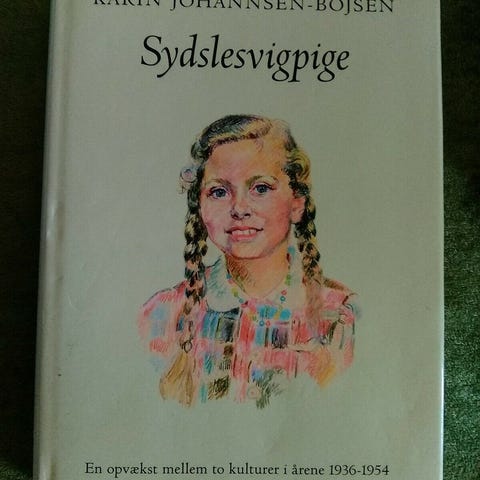 KARIN JOHANNSEN-BOJSEN
Sydslesvigpige
En opvækst mellem to kulturer i årene 1936-1954